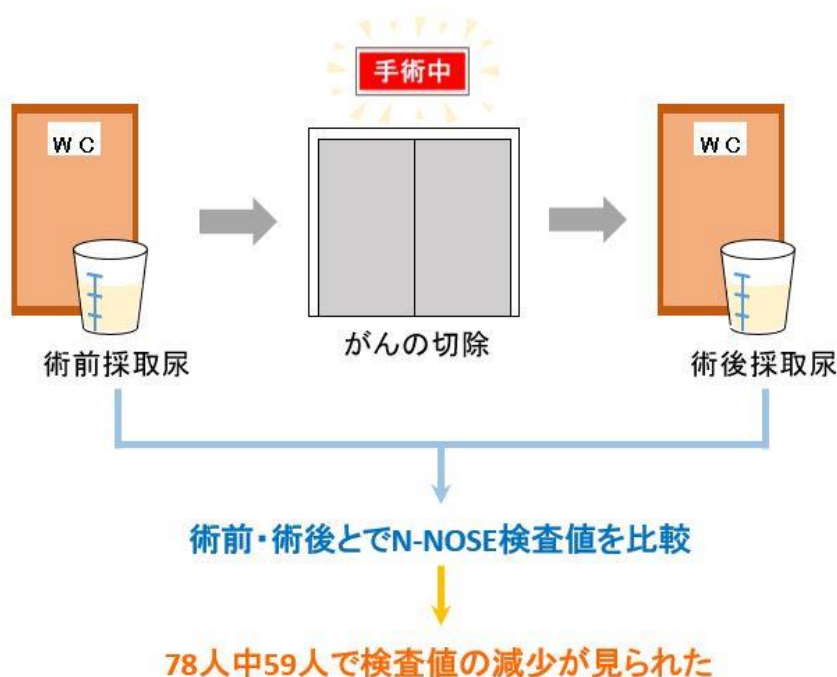 手術中
WC
WC
がんの切除
術前採取尿
術後採取尿
術前・術後とでN-NOSE検査値を比較
78人中59人で検査値の減少が見られた